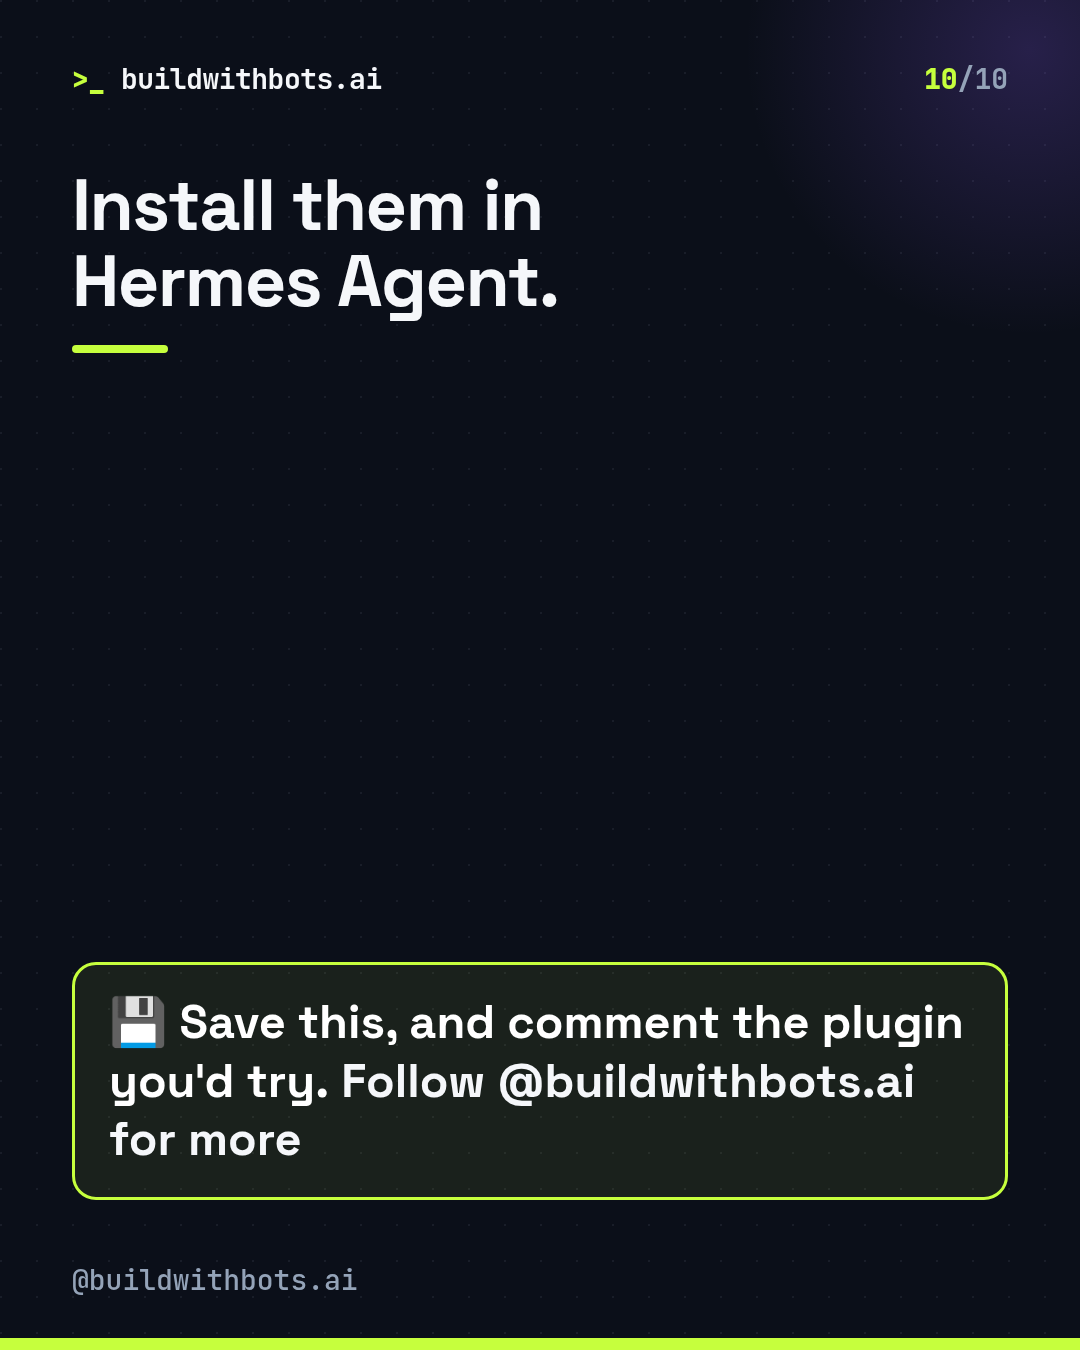 >_ buildwithbots.ai
10/10
Install them in
Hermes Agent.
💾 Save this, and comment the plugin
you'd try. Follow @buildwithbots.ai
for more
@buildwithbots.ai